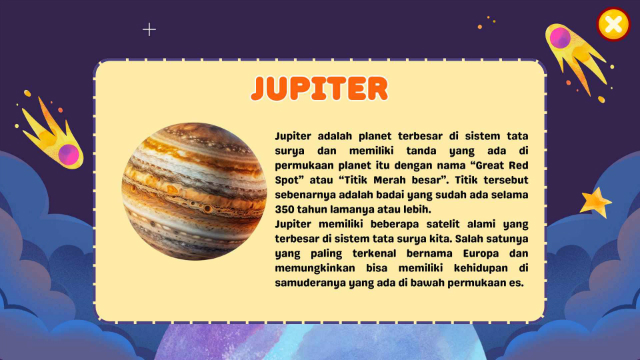 JUPITER
Jupiter adalah planet terbesar di sistem tata
surya dan memiliki tanda yang ada di
permukaan planet itu dengan nama “Great Red
Spot” atau “Titik Merah besar”. Titik tersebut
sebenarnya adalah badai yang sudah ada selama
350 tahun lamanya atau lebih.
Jupiter memiliki beberapa satelit alami yang
terbesar di sistem tata surya kita. Salah satunya
yang paling terkenal bernama Europa dan
memungkinkan bisa memiliki kehidupan di
samuderanya yang ada di bawah permukaan es.